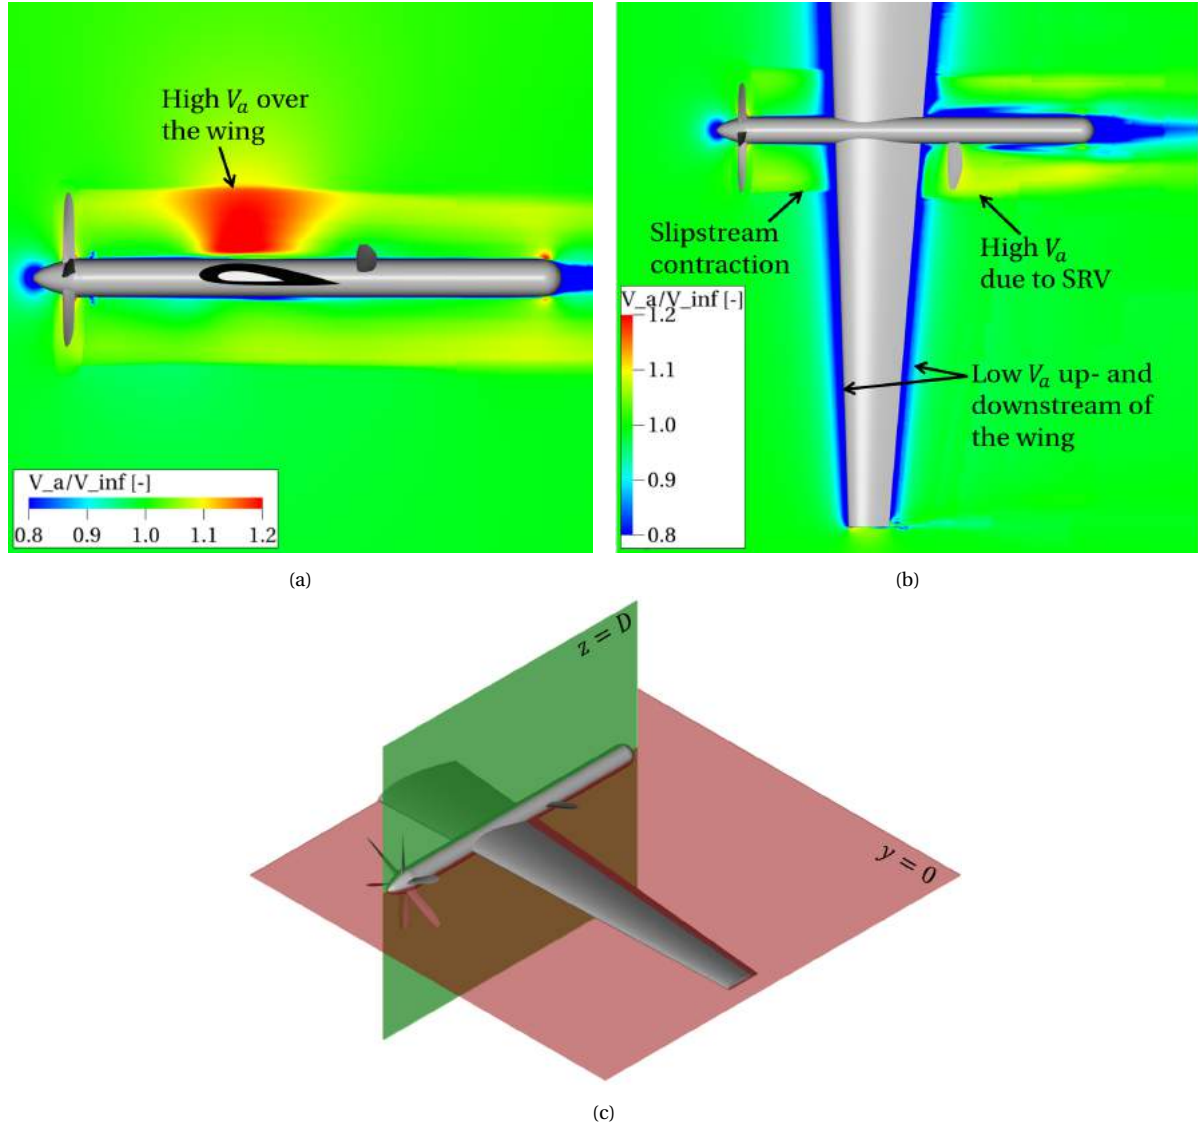 High V_a over
the wing
V_a/V_inf [-]
0.8 0.9 1.0 1.1 1.2
(a)
Slipstream
contraction
High V_a
due to SRV
V_a/V_inf [-]
1.2
1.1
1.0
0.9
0.8
Low V_a up- and
downstream of
the wing
(b)
z = D
y = 0
(c)